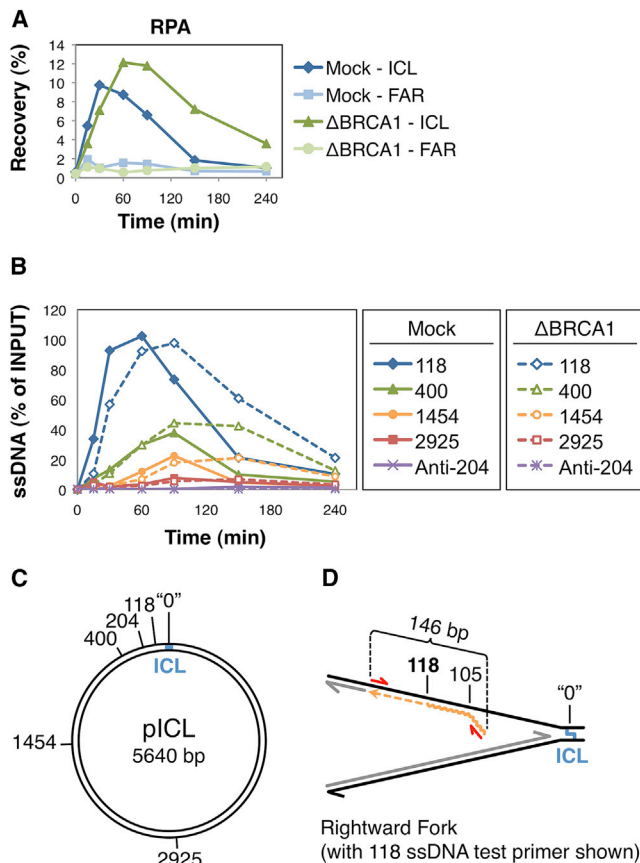 A
RPA
Recovery (%)
14
12
10
8
6
4
2
0
0 60 120 180 240
Time (min)
Mock - ICL
Mock - FAR
ΔBRCA1 - ICL
ΔBRCA1 - FAR
B
ssDNA (% of INPUT)
120
100
80
60
40
20
0
0 60 120 180 240
Time (min)
Mock
118
400
1454
2925
Anti-204
ΔBRCA1
118
400
1454
2925
Anti-204
C
118 “0”
204
400
ICL
1454
pICL
5640 bp
2925
D
146 bp
118
105
“0”
ICL
Rightward Fork
(with 118 ssDNA test primer shown)